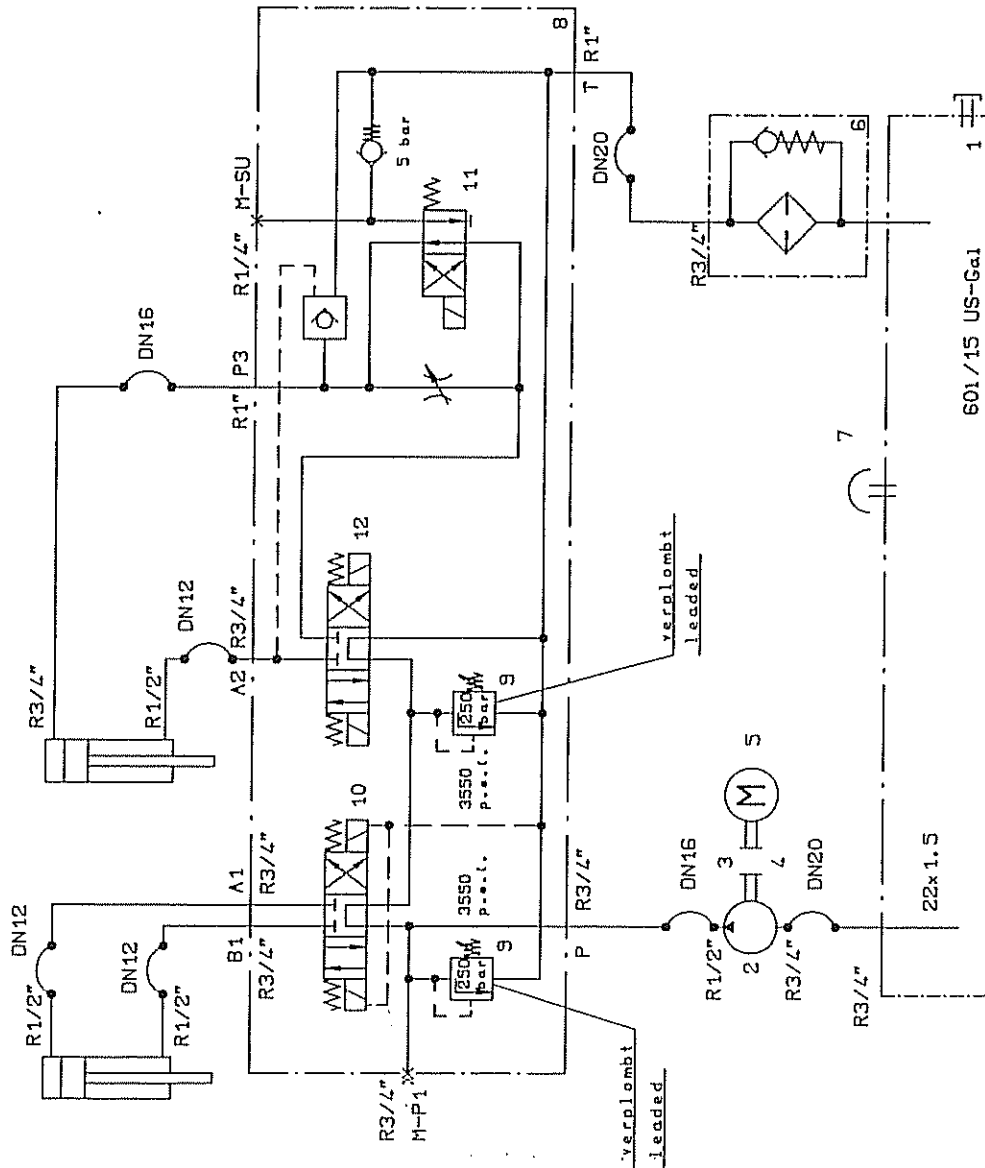 R1/2"
DN12
R1/2"
DN12
R3/4"
R1/2"
DN12
DN16
B1
R3/4"
A1
R3/4"
A2
R3/4"
R1"
P3
R1/4"
M-SU
10
12
11
5 bar
8
R3/4"
M-P1
250
bar
9
3550
p.s.i.
250
bar
9
3550
p.s.i.
P
R3/4"
T
R1"
verplombt
leaded
verplombt
leaded
DN16
R1/2"
2
3
4
M
5
R3/4"
DN20
R3/4"
22x1.5
7
DN20
R3/4"
6
1
60l/15 US-Gal